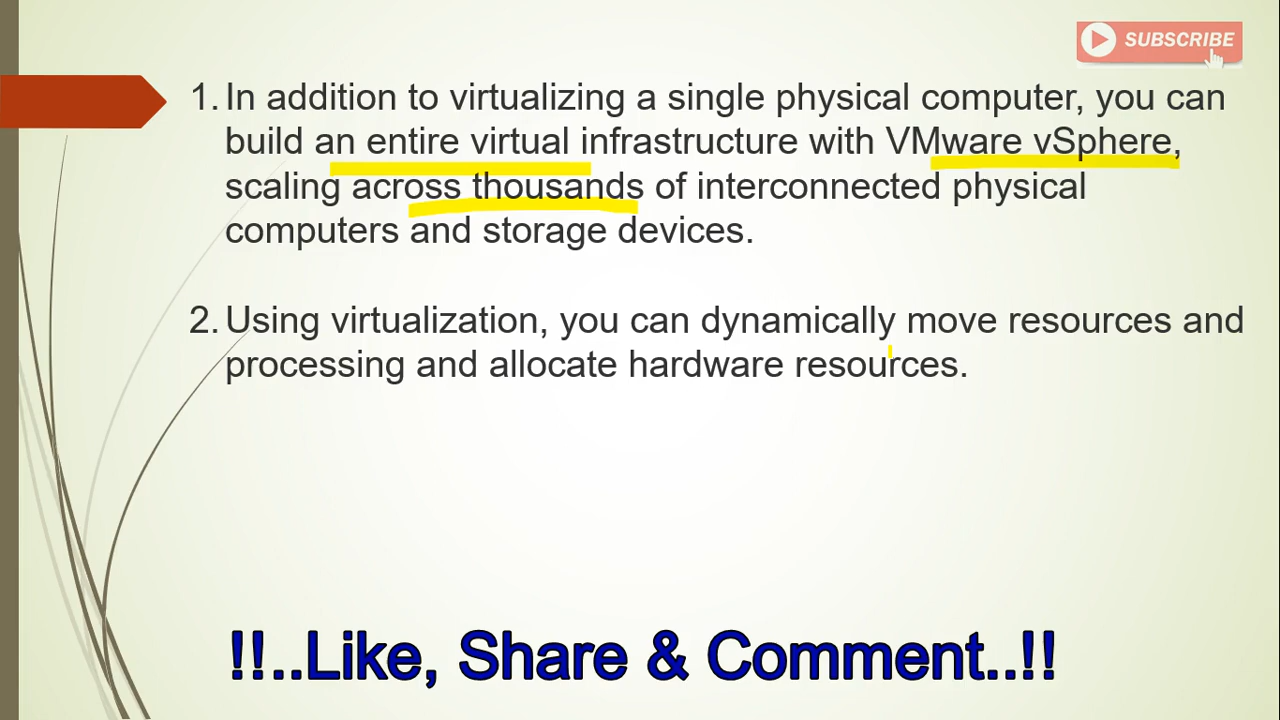 SUBSCRIBE
1. In addition to virtualizing a single physical computer, you can
build an entire virtual infrastructure with VMware vSphere,
scaling across thousands of interconnected physical
computers and storage devices.
2. Using virtualization, you can dynamically move resources and
processing and allocate hardware resources.
!!..Like, Share & Comment..!!